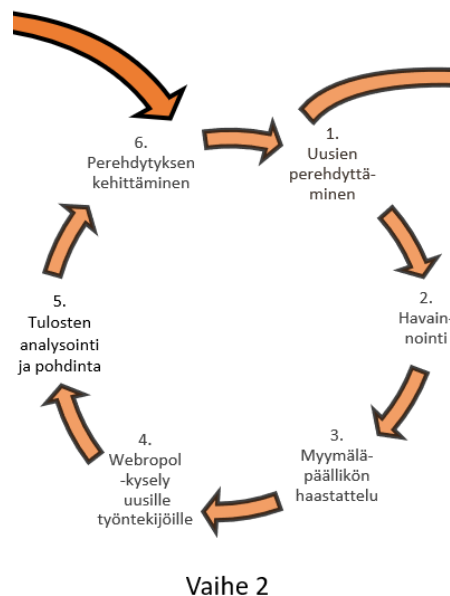 1.
Uusien
perehdyttä-
minen
2.
Havain-
nointi
3.
Myymälä-
päällikön
haastattelu
4.
Webropol
-kysely
uusille
työntekijöille
5.
Tulosten
analysointi
ja pohdinta
6.
Perehdytyksen
kehittäminen
Vaihe 2